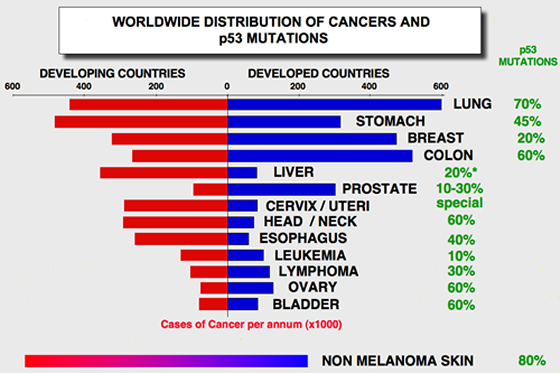 WORLDWIDE DISTRIBUTION OF CANCERS AND
p53 MUTATIONS
p53
MUTATIONS
DEVELOPING COUNTRIES DEVELOPED COUNTRIES
600 400 200 0 200 400 600
LUNG 70%
STOMACH 45%
BREAST 20%
COLON 60%
LIVER 20%*
PROSTATE 10-30%
CERVIX / UTERI special
HEAD / NECK 60%
ESOPHAGUS 40%
LEUKEMIA 10%
LYMPHOMA 30%
OVARY 60%
BLADDER 60%
Cases of Cancer per annum (x1000)
NON MELANOMA SKIN 80%